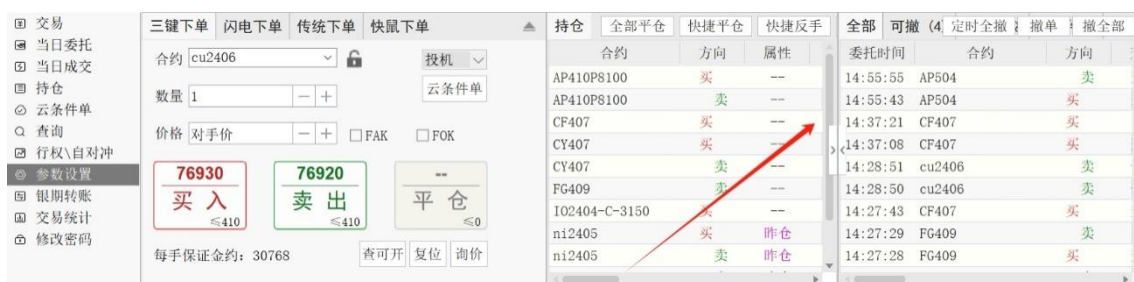 交易
当日委托
当日成交
持仓
云条件单
查询
行权\自对冲
参数设置
银期转账
交易统计
修改密码
三键下单 闪电下单 传统下单 快鼠下单
合约 cu2406 投机
数量 1 云条件单
价格 对手价 FAK FOK
76930 76920 --
买 入 卖 出 平 仓
≤410 ≤410 ≤0
每手保证金约: 30768 查可开 复位 询价
持仓 全部平仓 快捷平仓 快捷反手
合约 方向 属性
AP410P8100 买 --
AP410P8100 卖 --
CF407 买 --
CY407 买 --
CY407 卖 --
FG409 卖 --
IO2404-C-3150 买 --
ni2405 买 昨仓
ni2405 卖 昨仓
全部 可撤 (4 定时全撤 撤单 撤全部
委托时间 合约 方向
14:55:55 AP504 卖
14:55:43 AP504 买
14:37:21 CF407 买
14:37:08 CF407 买
14:28:51 cu2406 卖
14:28:50 cu2406 卖
14:27:43 CF407 买
14:27:29 FG409 卖
14:27:28 FG409 买